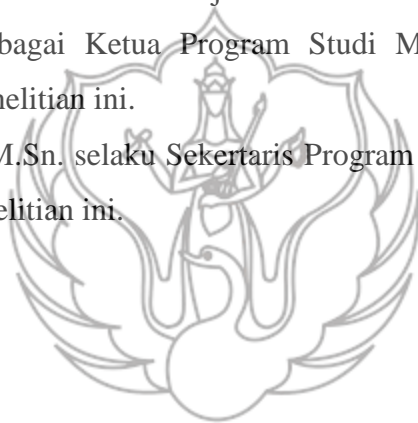 bagai Ketua Program Studi M
nelitian ini.
M.Sn. selaku Sekertaris Program
elitian ini.